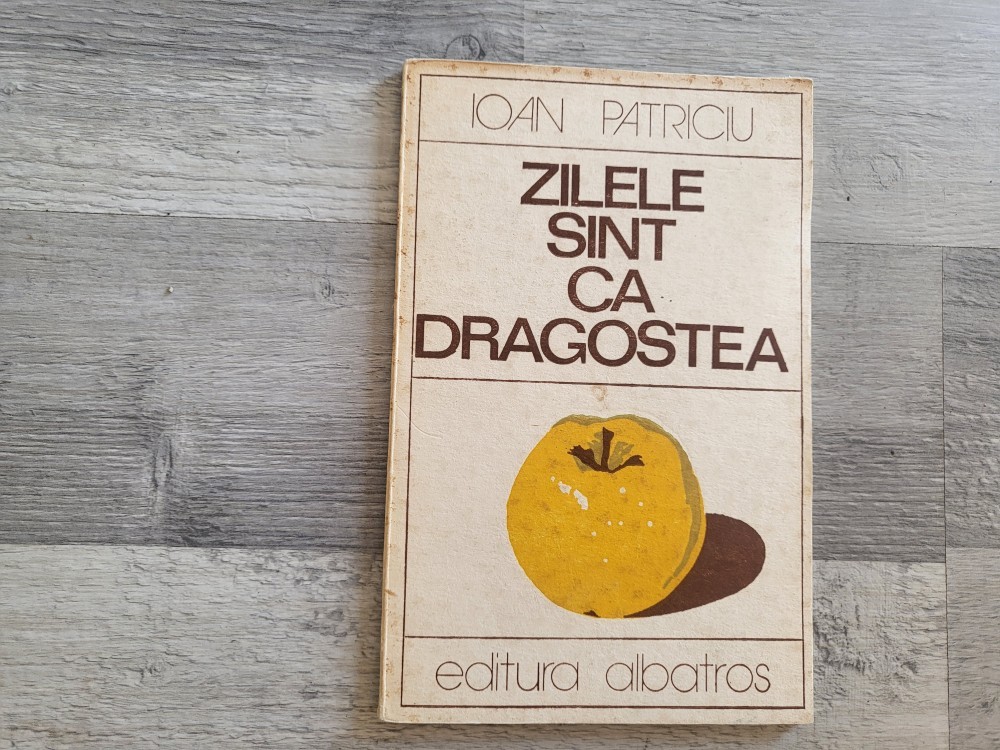 IOAN PATRICIU
ZILELE
SINT
CA
DRAGOSTEA
editura albatros